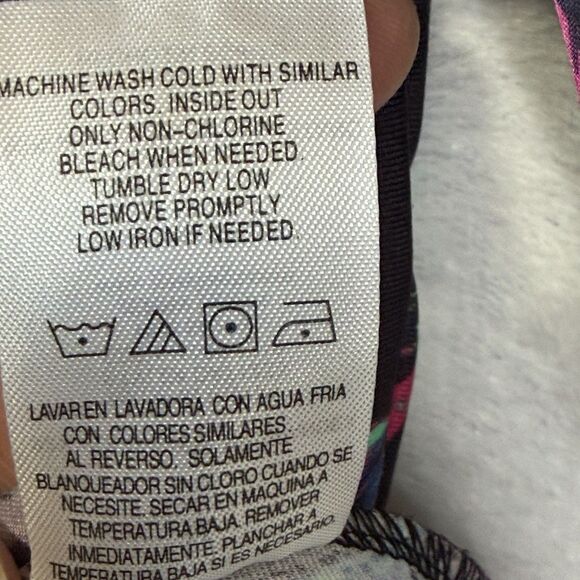 MACHINE WASH COLD WITH SIMILAR
COLORS, INSIDE OUT
ONLY NON-CHLORINE
BLEACH WHEN NEEDED.
TUMBLE DRY LOW
REMOVE PROMPTLY
LOW IRON IF NEEDED.
LAVAR EN LAVADORA CON AGUA FRIA
CON COLORES SIMILARES
AL REVERSO. SOLAMENTE
BLANQUEADOR SIN CLORO CUANDO SE
NECESITE. SECAR EN MAQUINA A
TEMPERATURA BAJA. REMOVER
INMEDIATAMENTE. PLANCHAR A
TEMPERATURA BAJA SI ES NECESARIO.